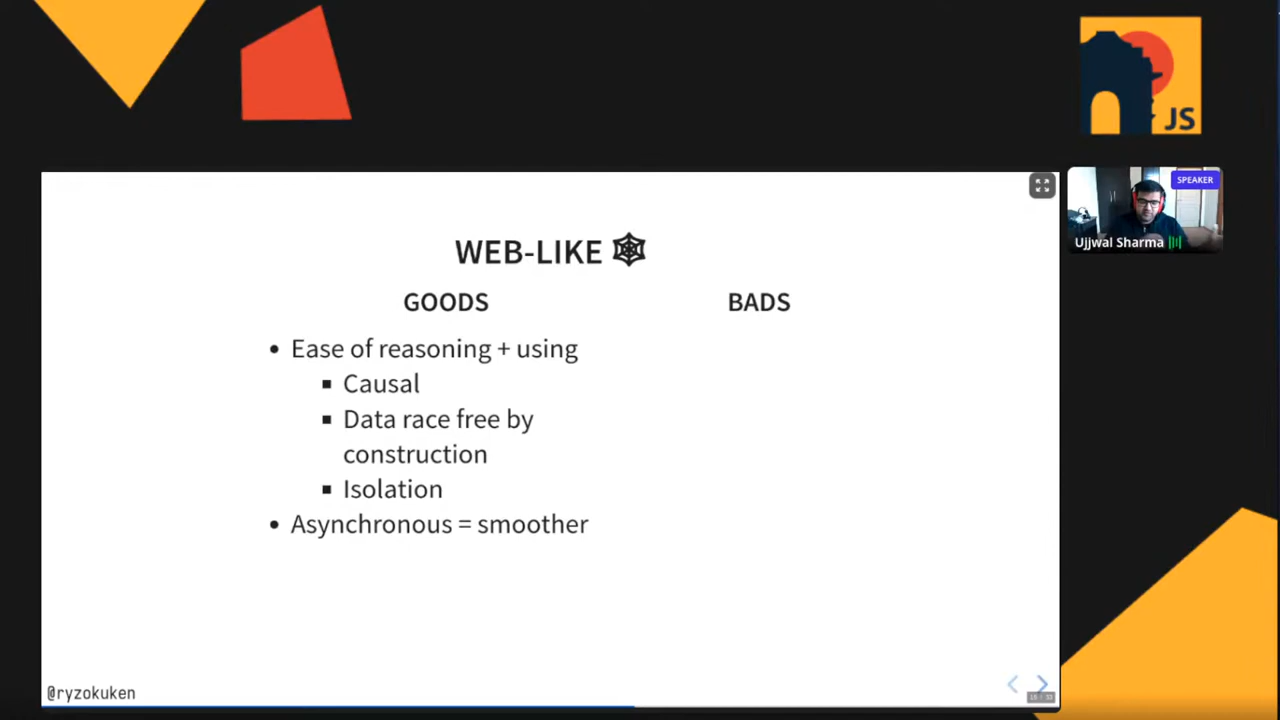 JS
SPEAKER
Ujjwal Sharma
WEB-LIKE
GOODS
BADS
Ease of reasoning + using
Causal
Data race free by
construction
Isolation
Asynchronous = smoother
@ryzokuken